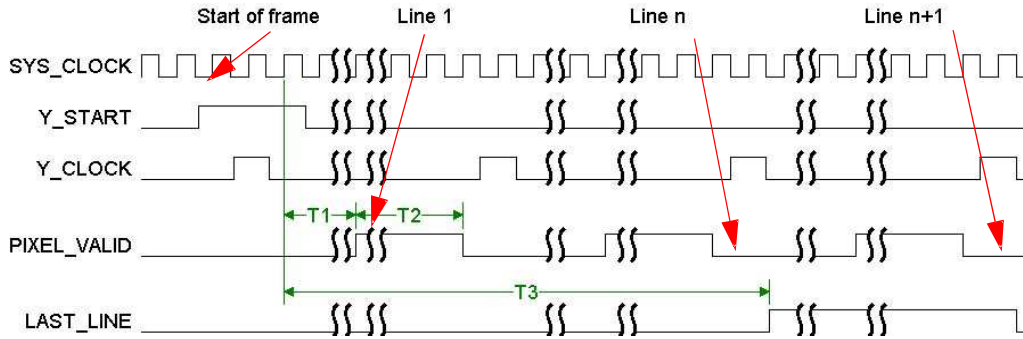 Start of frame
Line 1
Line n
Line n+1
SYS_CLOCK
Y_START
Y_CLOCK
T1
T2
PIXEL_VALID
T3
LAST_LINE